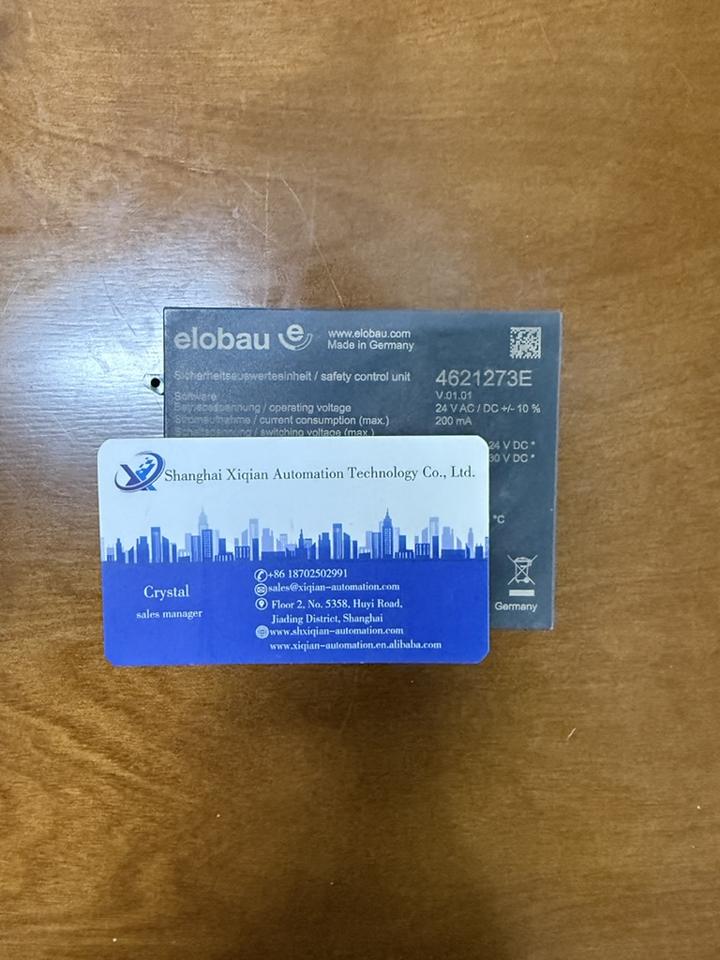 elobau e
www.elobau.com
Made in Germany
Sicherheitsauswerteeinheit / safety control unit 4621273E
Software V.01.01
Betriebsspannung / operating voltage 24 V AC / DC +/- 10 %
Stromaufnahme / current consumption (max.) 200 mA
Schaltspannung / switching voltage (max.)
24 V DC *
30 V DC *
°C
Germany
Shanghai Xiqian Automation Technology Co., Ltd.
Crystal
sales manager
+86 18702502991
sales@xiqian-automation.com
Floor 2, No. 5358, Huyi Road,
Jiading District, Shanghai
www.shxiqian-automation.com
www.xiqian-automation.en.alibaba.com